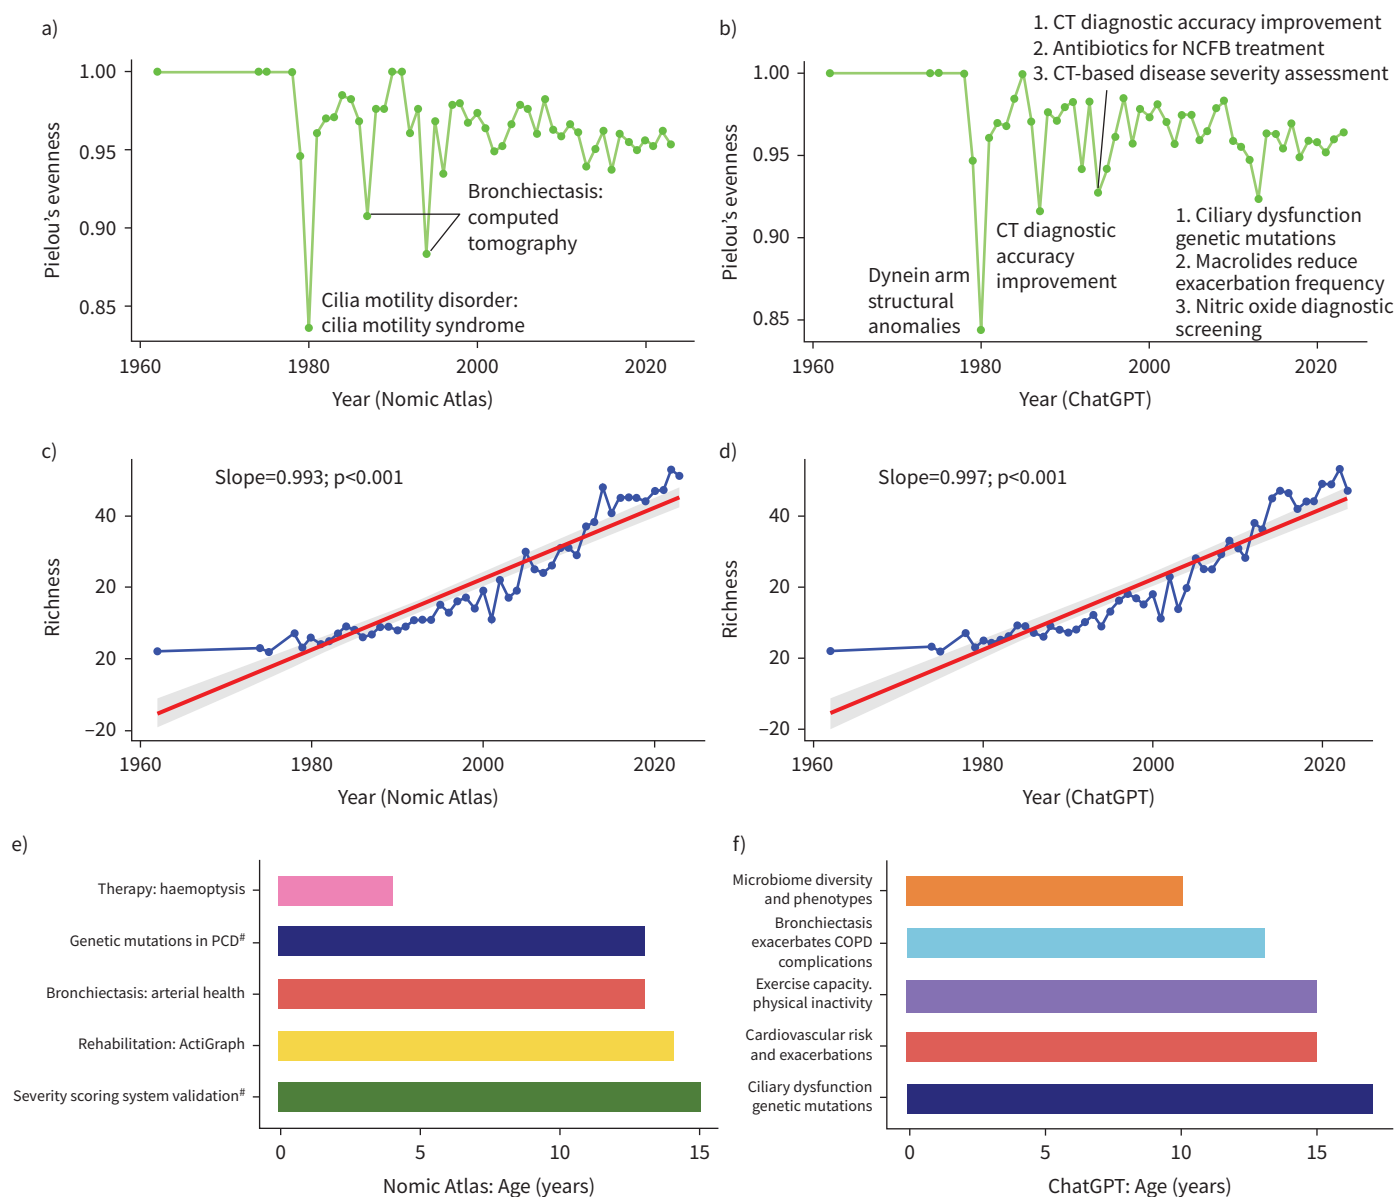 a)
1.00
0.95
0.90
0.85
Pielou's evenness
Bronchiectasis:
computed
tomography
Cilia motility disorder:
cilia motility syndrome
1960
1980
2000
2020
Year (Nomic Atlas)
b)
1. CT diagnostic accuracy improvement
2. Antibiotics for NCFB treatment
3. CT-based disease severity assessment
1.00
0.95
0.90
0.85
Pielou's evenness
Dynein arm
structural
anomalies
CT diagnostic
accuracy
improvement
1. Ciliary dysfunction
genetic mutations
2. Macrolides reduce
exacerbation frequency
3. Nitric oxide diagnostic
screening
1960
1980
2000
2020
Year (ChatGPT)
c)
Slope=0.993; p<0.001
40
20
20
–20
Richness
1960
1980
2000
2020
Year (Nomic Atlas)
d)
Slope=0.997; p<0.001
40
20
20
–20
Richness
1960
1980
2000
2020
Year (ChatGPT)
e)
Therapy: haemoptysis
Genetic mutations in PCD#
Bronchiectasis: arterial health
Rehabilitation: ActiGraph
Severity scoring system validation#
0
5
10
15
Nomic Atlas: Age (years)
f)
Microbiome diversity
and phenotypes
Bronchiectasis
exacerbates COPD
complications
Exercise capacity.
physical inactivity
Cardiovascular risk
and exacerbations
Ciliary dysfunction
genetic mutations
0
5
10
15
ChatGPT: Age (years)